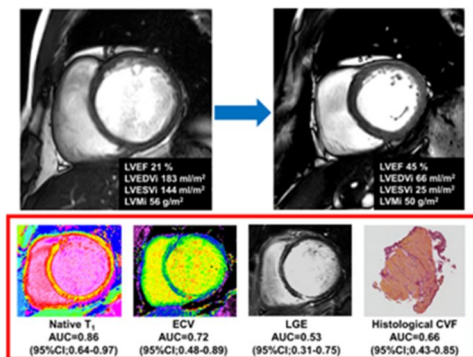 LVEF 21 %
LVEDVi 183 ml/m²
LVESVi 144 ml/m²
LVMi 56 g/m²
LVEF 45 %
LVEDVi 66 ml/m²
LVESVi 25 ml/m²
LVMi 50 g/m²
Native T₁
AUC=0.86
(95%CI;0.64-0.97)
ECV
AUC=0.72
(95%CI;0.48-0.89)
LGE
AUC=0.53
(95%CI;0.31-0.75)
Histological CVF
AUC=0.66
(95%CI;0.43-0.85)